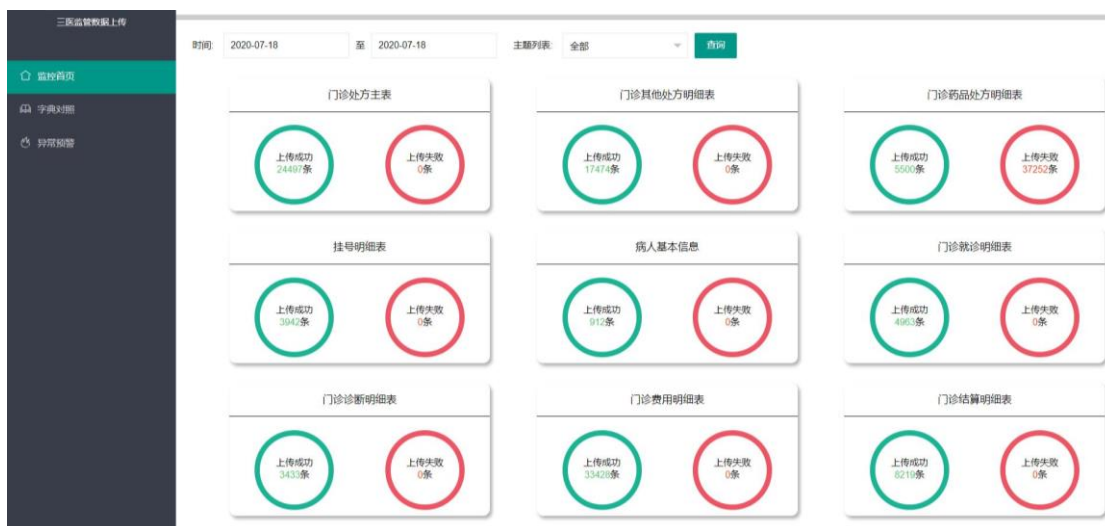 三医监管数据上传
时间: 2020-07-18 至 2020-07-18 主题列表: 全部 查询
监控首页
字典对照
异常预警
门诊处方主表 门诊其他处方明细表 门诊药品处方明细表
上传成功 上传失败 上传成功 上传失败 上传成功 上传失败
24497条 0条 17474条 0条 5500条 37252条
挂号明细表 病人基本信息 门诊就诊明细表
上传成功 上传失败 上传成功 上传失败 上传成功 上传失败
3942条 0条 912条 0条 4963条 0条
门诊诊断明细表 门诊费用明细表 门诊结算明细表
上传成功 上传失败 上传成功 上传失败 上传成功 上传失败
3433条 0条 33428条 0条 8219条 0条